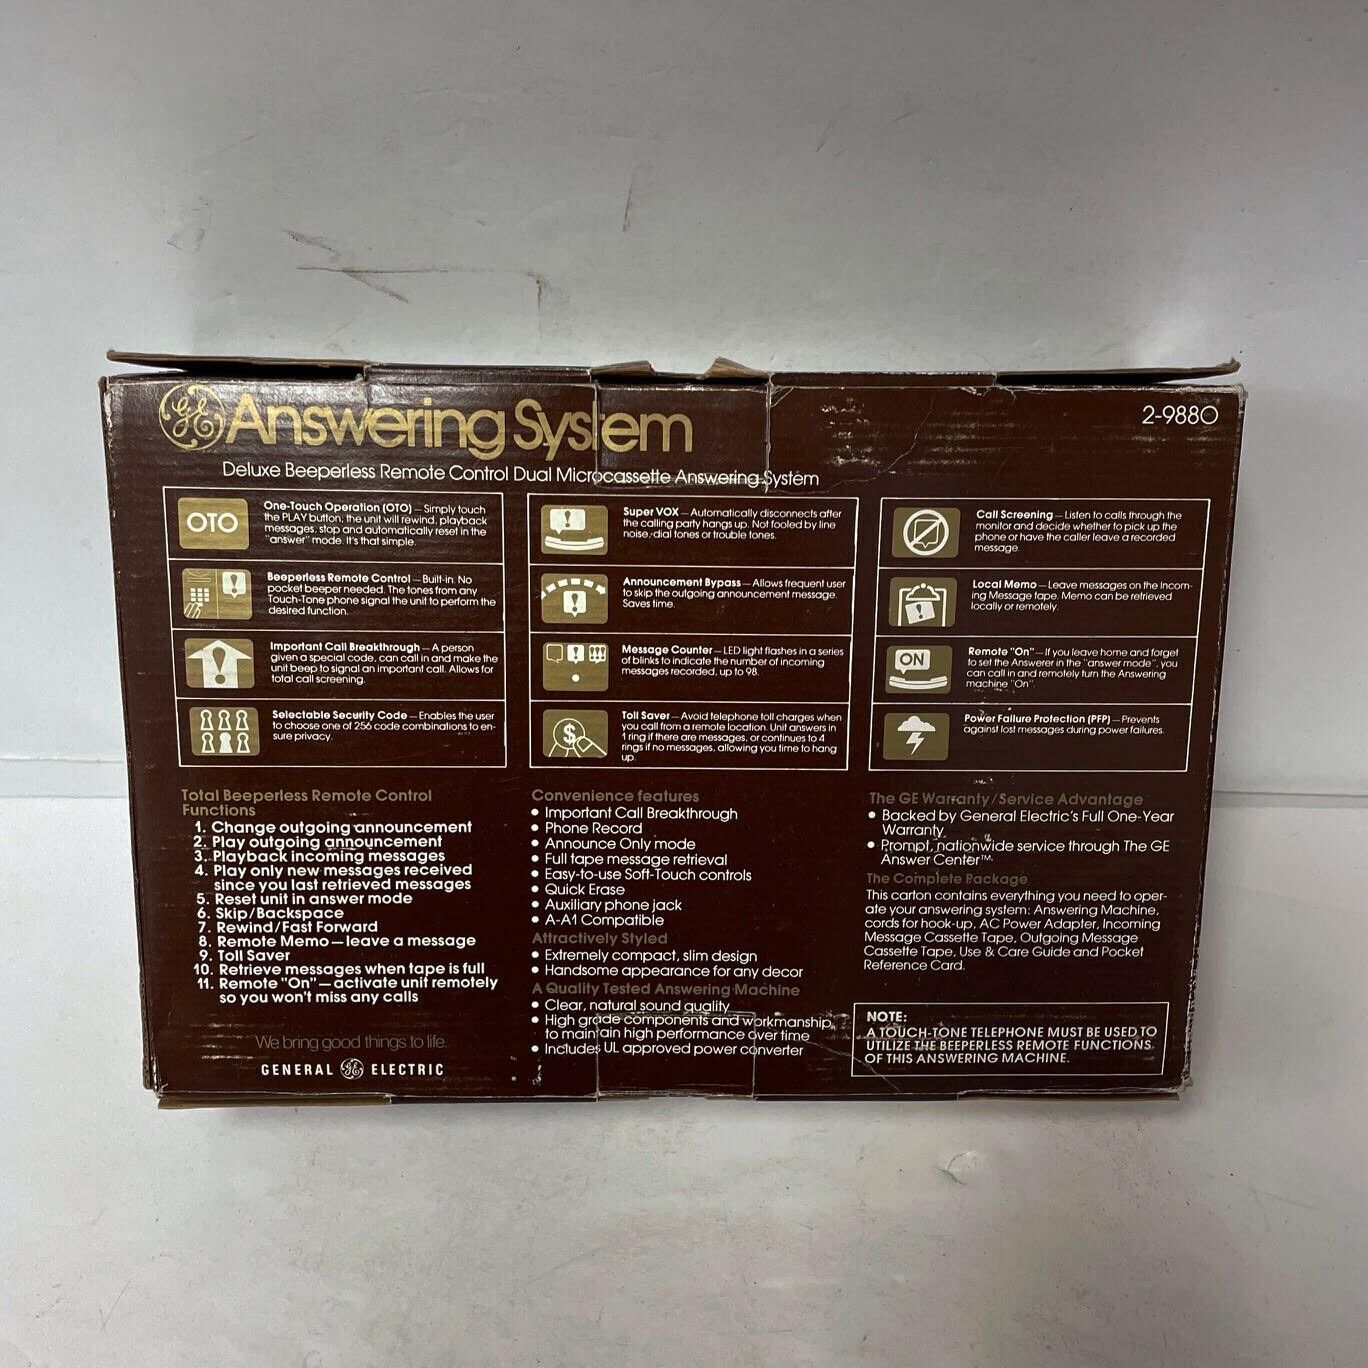 GE Answering System
2-9880
Deluxe Beeperless Remote Control Dual Microcassette Answering System
OTO
One-Touch Operation (OTO) — Simply touch
the PLAY button; the unit will rewind, playback
messages, stop and automatically reset in the
"answer" mode. It's that simple.
Beeperless Remote Control — Built-in. No
pocket beeper needed. The tones from any
Touch-Tone phone signal the unit to perform the
desired function.
Important Call Breakthrough — A person
given a special code, can call in and make the
unit beep to signal an important call. Allows for
total call screening.
Selectable Security Code — Enables the user
to choose one of 256 code combinations to en-
sure privacy.
Super VOX — Automatically disconnects after
the calling party hangs up. Not fooled by line
noise, dial tones or trouble tones.
Announcement Bypass — Allows frequent user
to skip the outgoing announcement message.
Saves time.
Message Counter — LED light flashes in a series
of blinks to indicate the number of incoming
messages recorded, up to 98.
$
Toll Saver — Avoid telephone toll charges when
you call from a remote location. Unit answers in
1 ring if there are messages, or continues to 4
rings if no messages, allowing you time to hang
up.
Call Screening — Listen to calls through the
monitor and decide whether to pick up the
phone or have the caller leave a recorded
message.
Local Memo — Leave messages on the Incom-
ing Message tape. Memo can be retrieved
locally or remotely.
ON
Remote "On" — If you leave home and forget
to set the Answerer in the "answer mode", you
can call in and remotely turn the Answering
machine "On".
Power Failure Protection (PFP) — Prevents
against lost messages during power failures.
Total Beeperless Remote Control
Functions
1. Change outgoing announcement
2. Play outgoing announcement
3. Playback incoming messages
4. Play only new messages received
since you last retrieved messages
5. Reset unit in answer mode
6. Skip/Backspace
7. Rewind/Fast Forward
8. Remote Memo — leave a message
9. Toll Saver
10. Retrieve messages when tape is full
11. Remote "On" — activate unit remotely
so you won't miss any calls
We bring good things to life.
GENERAL GE ELECTRIC
Convenience features
• Important Call Breakthrough
• Phone Record
• Announce Only mode
• Full tape message retrieval
• Easy-to-use Soft-Touch controls
• Quick Erase
• Auxiliary phone jack
• A-A1 Compatible
Attractively Styled
• Extremely compact, slim design
• Handsome appearance for any decor
A Quality Tested Answering Machine
• Clear, natural sound quality
• High grade components and workmanship,
to maintain high performance over time
• Includes UL approved power converter
The GE Warranty/Service Advantage
• Backed by General Electric's Full One-Year
Warranty.
• Prompt, nationwide service through The GE
Answer Center™.
The Complete Package
This carton contains everything you need to oper-
ate your answering system: Answering Machine,
cords for hook-up, AC Power Adapter, Incoming
Message Cassette Tape, Outgoing Message
Cassette Tape, Use & Care Guide and Pocket
Reference Card.
NOTE:
A TOUCH-TONE TELEPHONE MUST BE USED TO
UTILIZE THE BEEPERLESS REMOTE FUNCTIONS
OF THIS ANSWERING MACHINE.